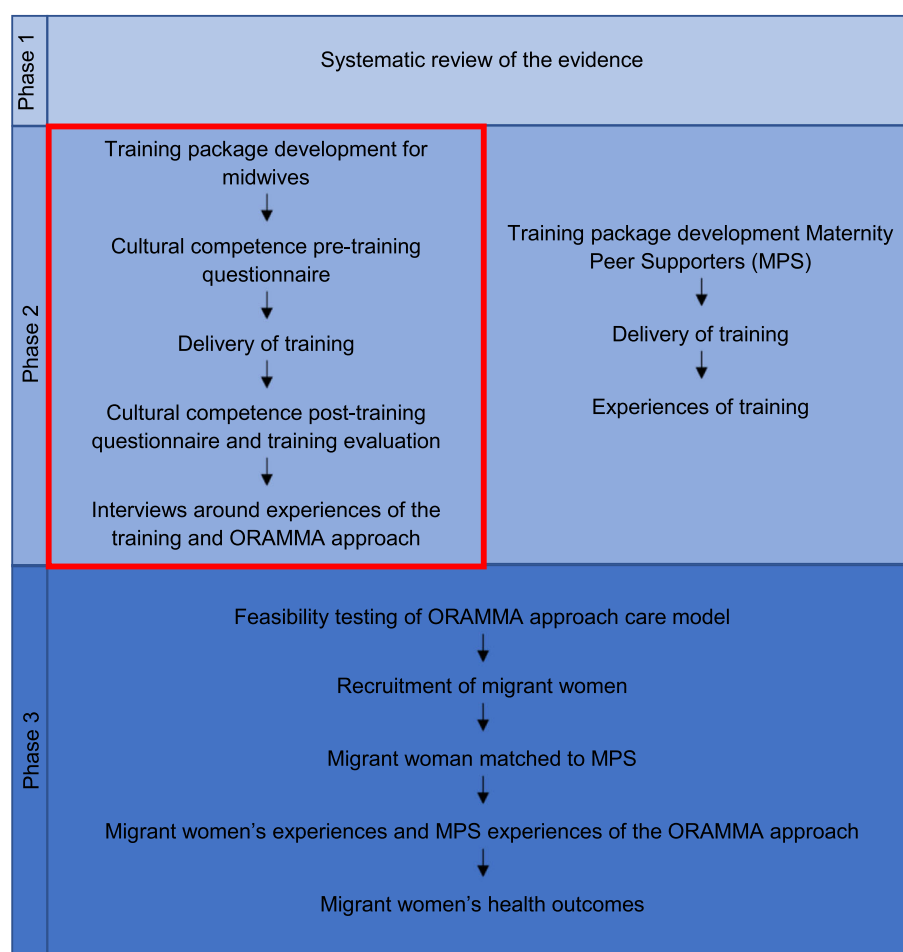 Phase 1
Systematic review of the evidence
Phase 2
Training package development for
midwives
Cultural competence pre-training
questionnaire
Delivery of training
Cultural competence post-training
questionnaire and training evaluation
Interviews around experiences of the
training and ORAMMA approach
Training package development Maternity
Peer Supporters (MPS)
Delivery of training
Experiences of training
Phase 3
Feasibility testing of ORAMMA approach care model
Recruitment of migrant women
Migrant woman matched to MPS
Migrant women’s experiences and MPS experiences of the ORAMMA approach
Migrant women’s health outcomes